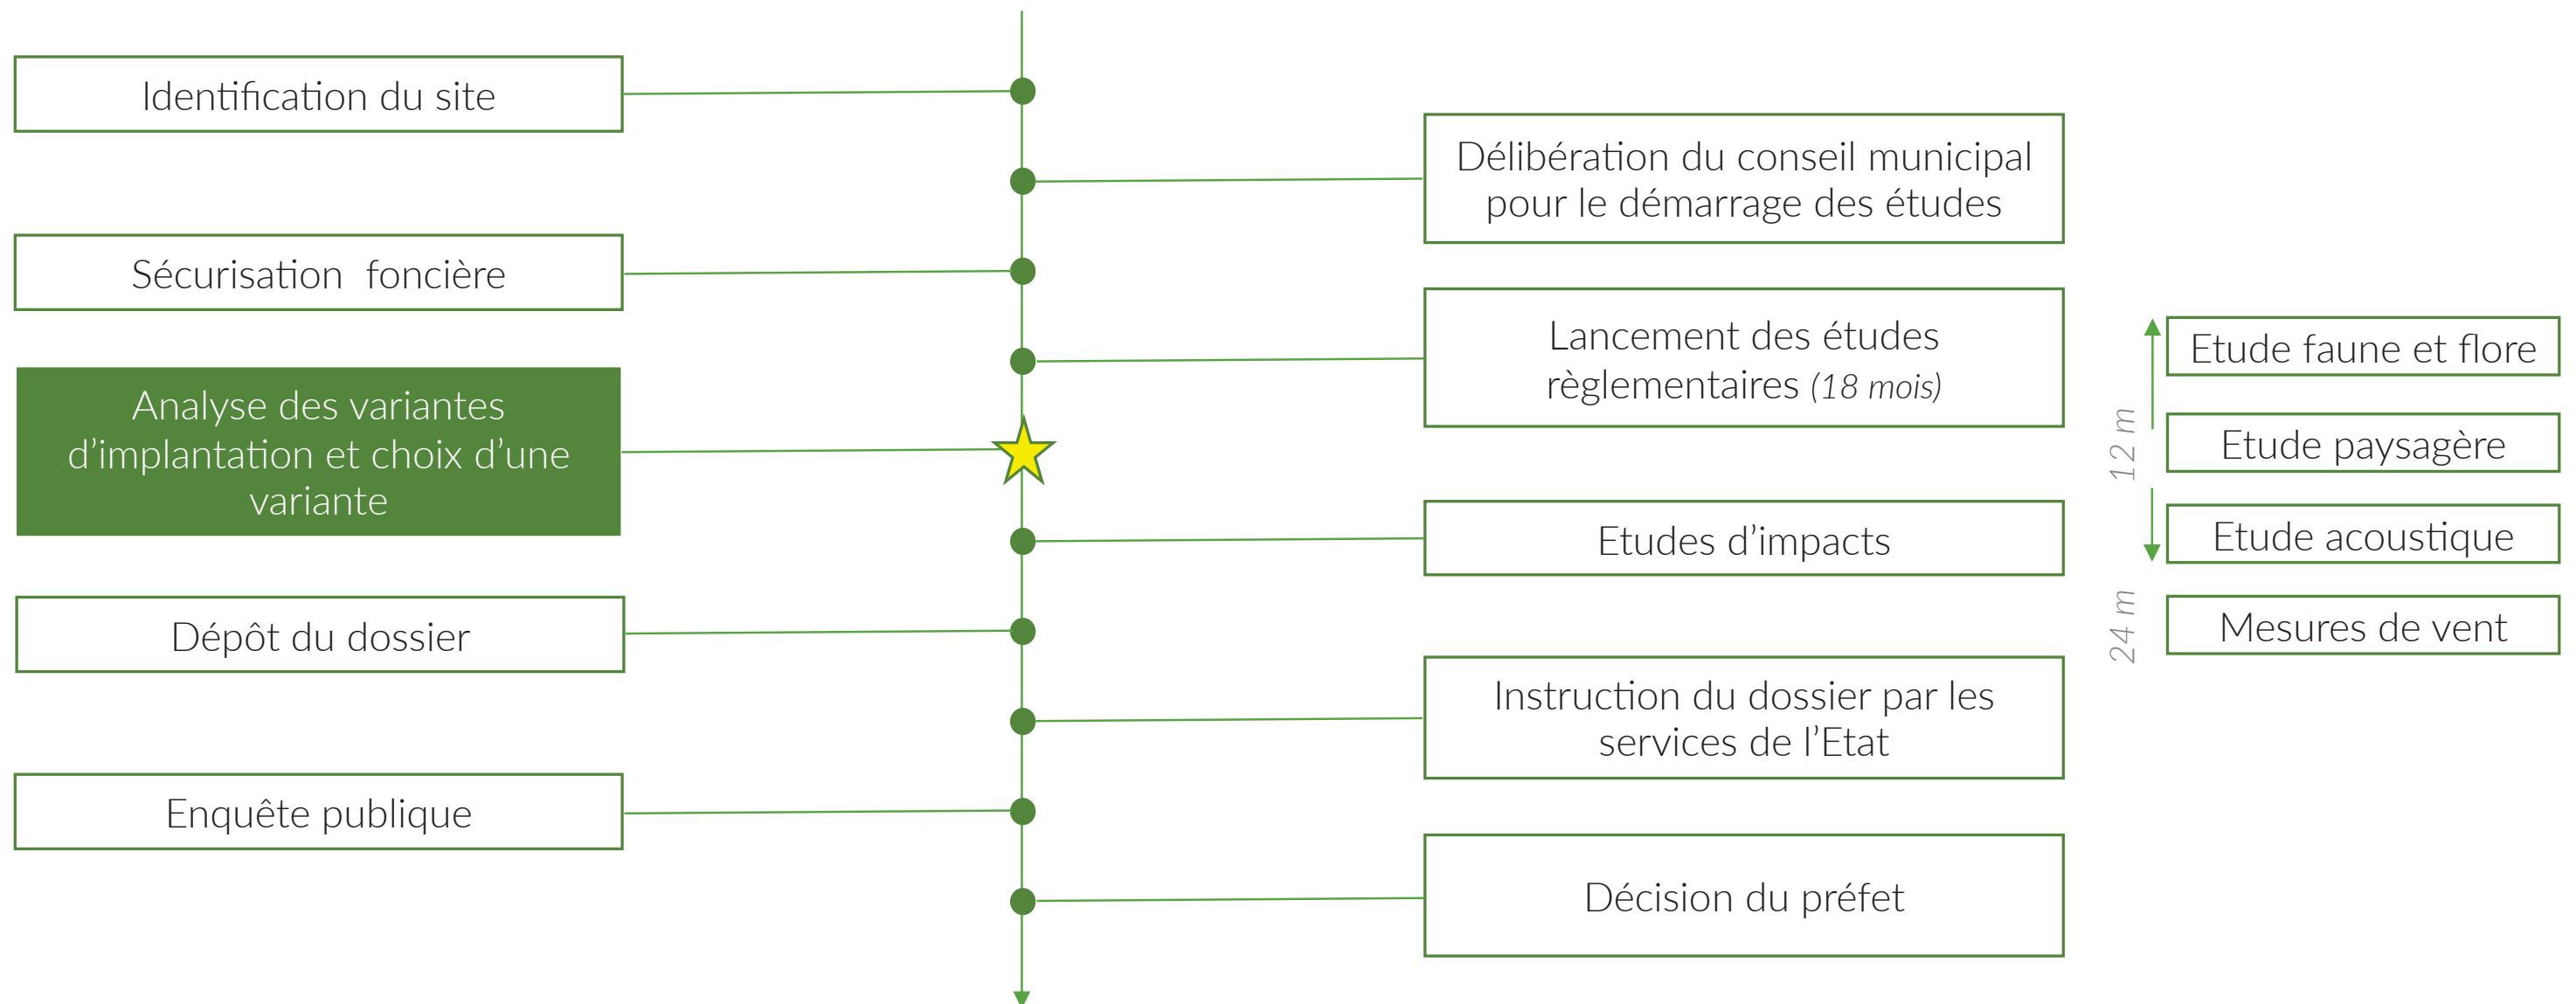 Identification du site
Délibération du conseil municipal
pour le démarrage des études
Sécurisation  foncière
Lancement des études
règlementaires (18 mois)
Analyse des variantes
d’implantation et choix d’une
variante
Etudes d’impacts
Dépôt du dossier
Instruction du dossier par les
services de l’Etat
Enquête publique
Décision du préfet
12 m
Etude faune et flore
Etude paysagère
Etude acoustique
24 m
Mesures de vent